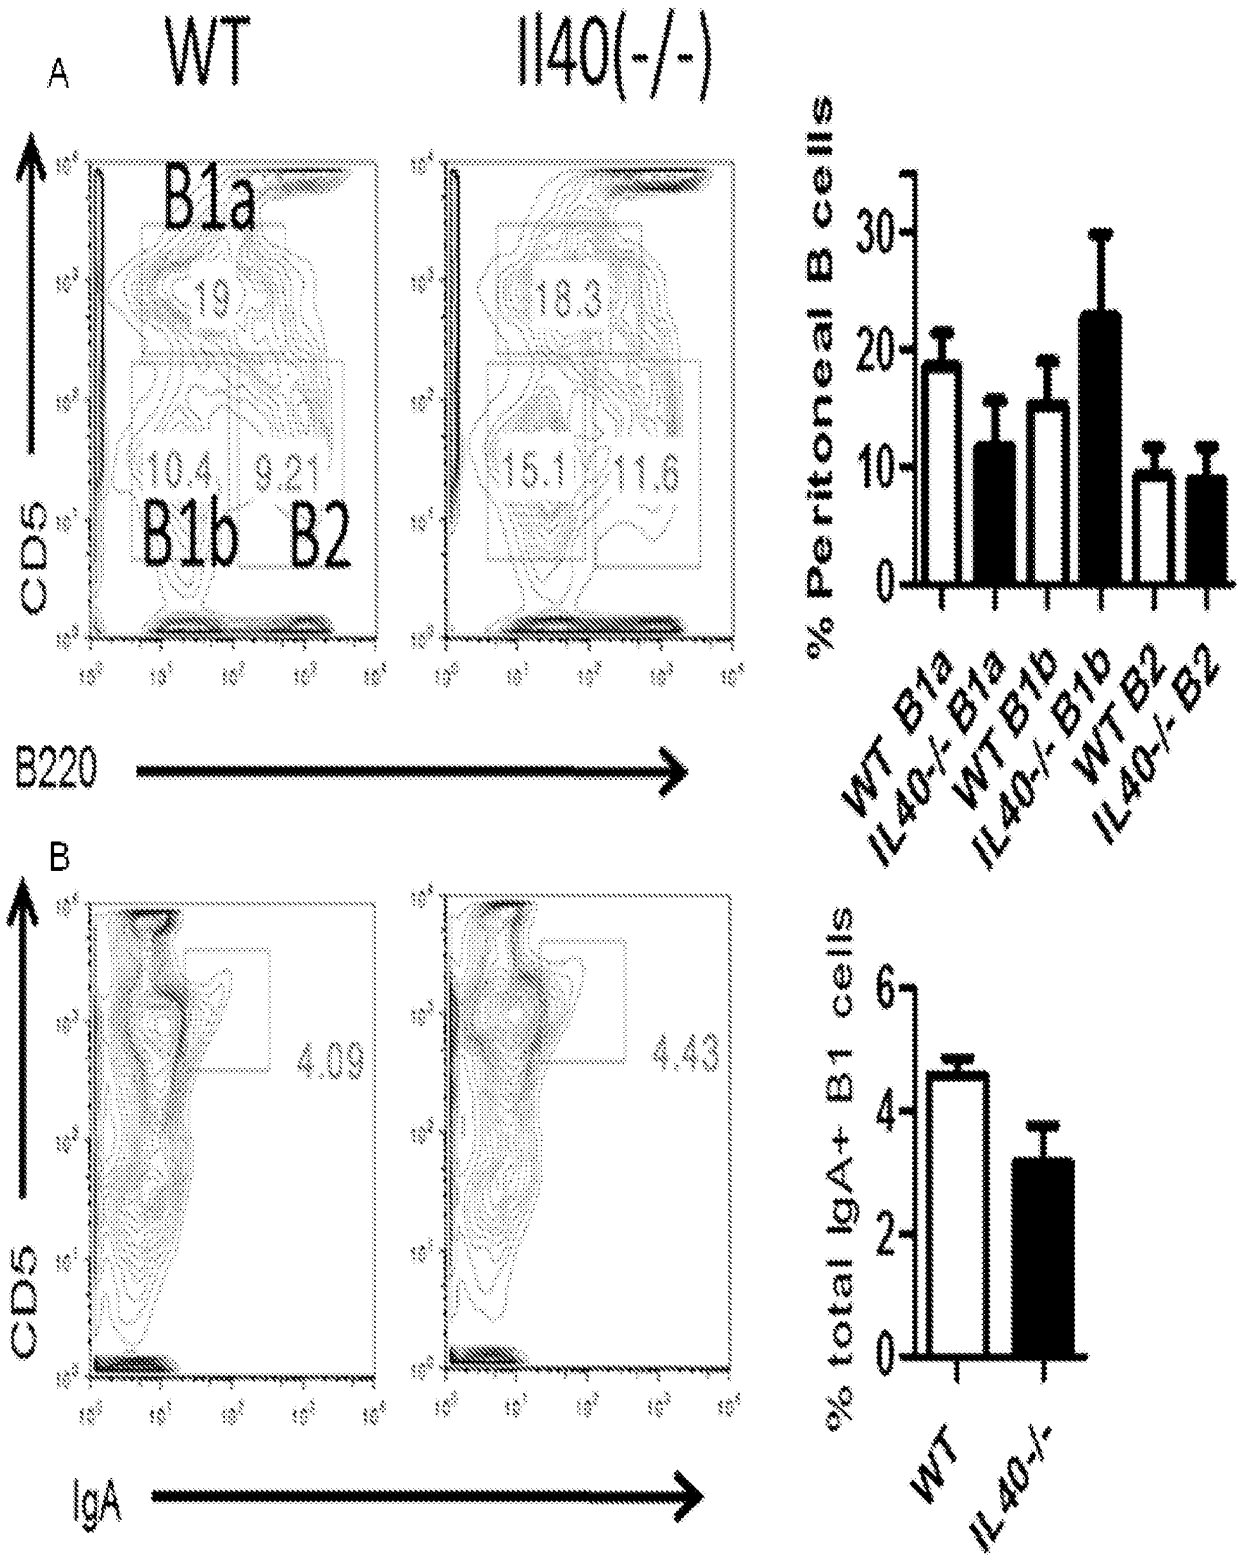 WT
Il40(-/-)
A
CD5
B1a
19
10.4
9.21
B1b
B2
18.3
15.1
11.6
B220
% Peritoneal B cells
30
20
10
0
WT B1a
IL40-/- B1a
WT B1b
IL40-/- B1b
WT B2
IL40-/- B2
B
CD5
4.09
4.43
IgA
% total IgA+ B1 cells
6
4
2
0
WT
IL40-/-